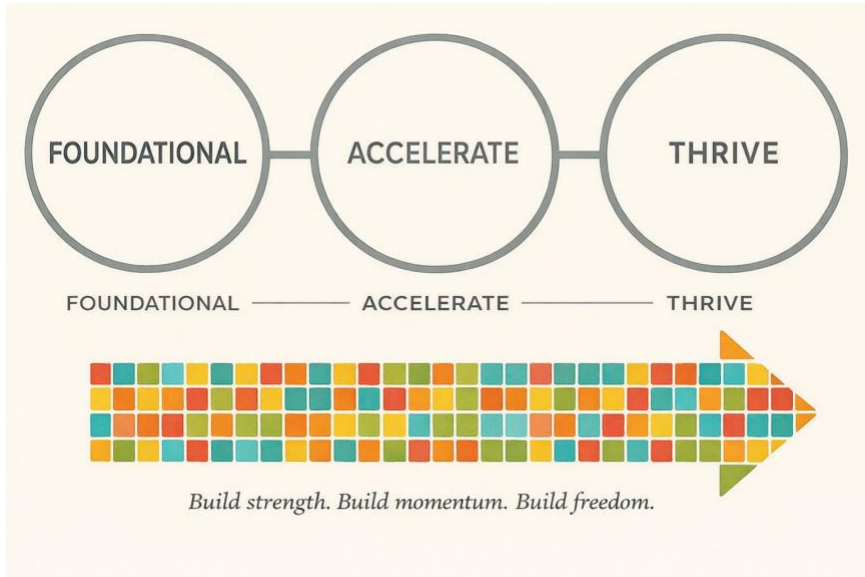 FOUNDATIONAL ACCELERATE THRIVE
FOUNDATIONAL ACCELERATE THRIVE
Build strength. Build momentum. Build freedom.